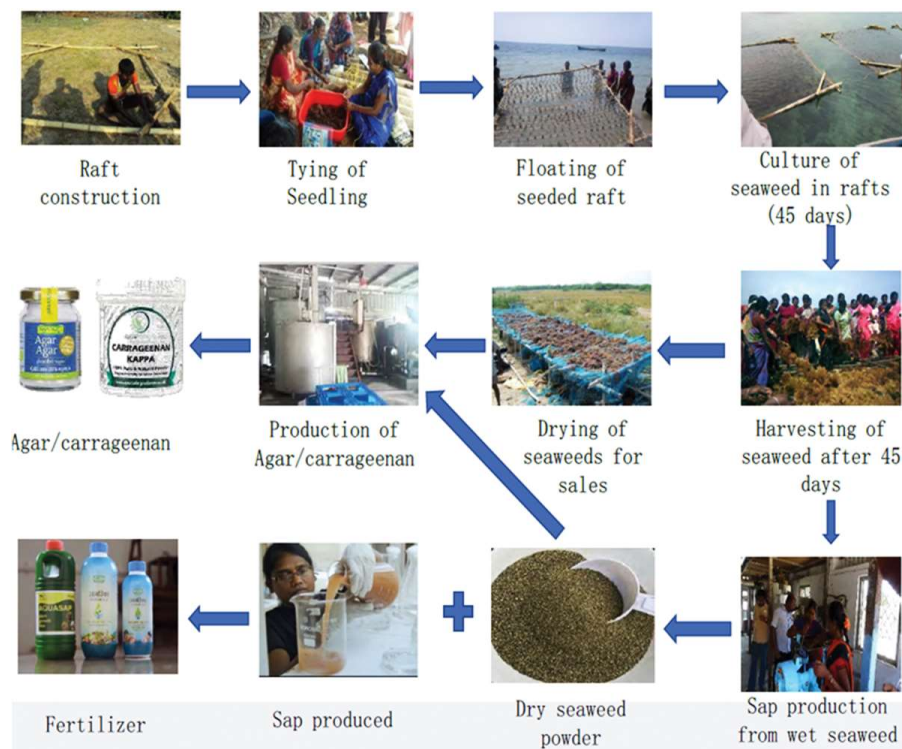 Raft
construction
Tying of
Seedling
Floating of
seeded raft
Culture of
seaweed in rafts
(45 days)
Agar
Agar
CARRAGEENAN
KAPPA
Agar/carrageenan
Production of
Agar/carrageenan
Drying of
seaweeds for
sales
Harvesting of
seaweed after 45
days
AQUASAP
Fertilizer
Sap produced
Dry seaweed
powder
Sap production
from wet seaweed